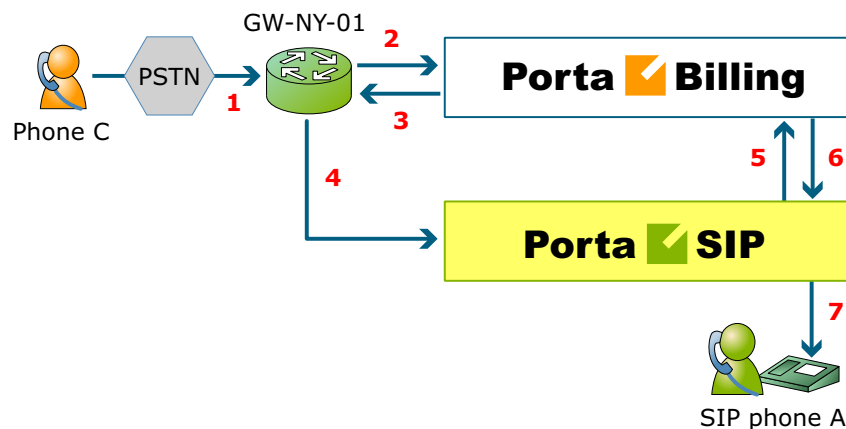 GW-NY-01
2
Porta Billing
PSTN
1
3
Phone C
4
5
6
Porta SIP
7
SIP phone A